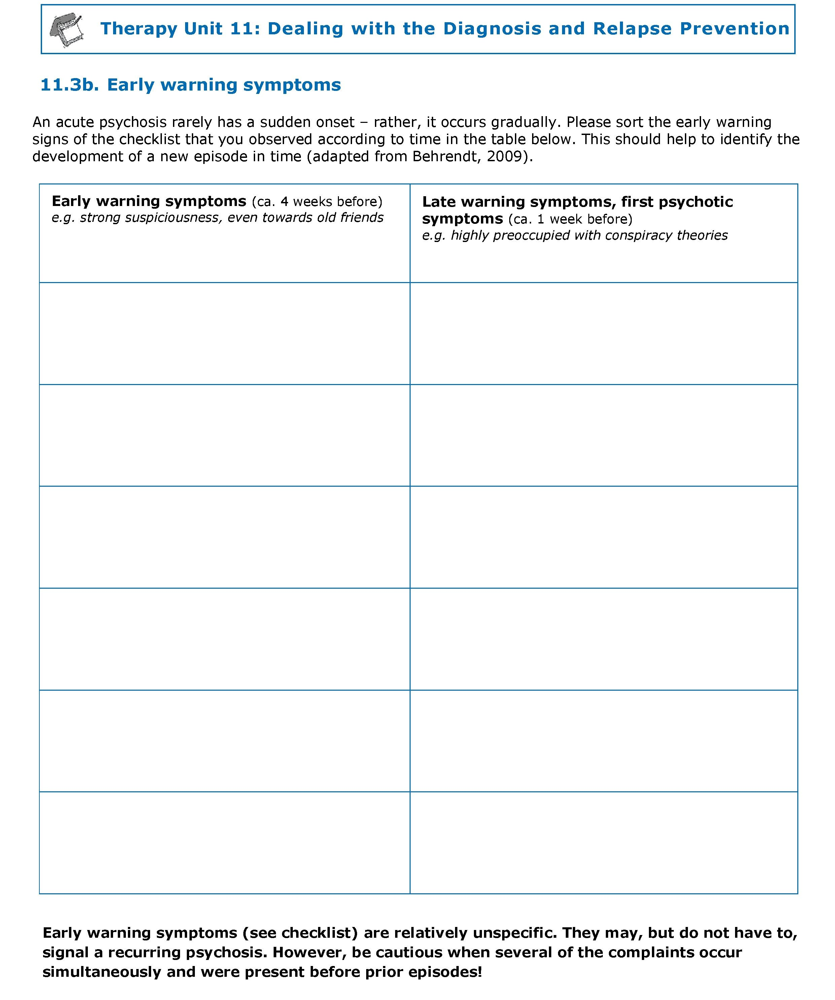 Therapy Unit 11: Dealing with the Diagnosis and Relapse Prevention
11.3b. Early warning symptoms
An acute psychosis rarely has a sudden onset – rather, it occurs gradually. Please sort the early warning
signs of the checklist that you observed according to time in the table below. This should help to identify the
development of a new episode in time (adapted from Behrendt, 2009).
Early warning symptoms (ca. 4 weeks before)
e.g. strong suspiciousness, even towards old friends
Late warning symptoms, first psychotic
symptoms (ca. 1 week before)
e.g. highly preoccupied with conspiracy theories
Early warning symptoms (see checklist) are relatively unspecific. They may, but do not have to,
signal a recurring psychosis. However, be cautious when several of the complaints occur
simultaneously and were present before prior episodes!